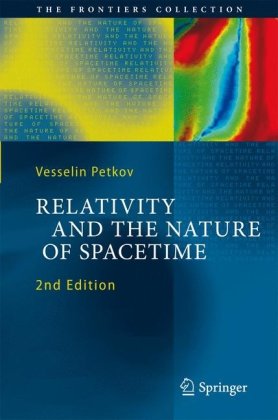 THE FRONTIERS COLLECTION
Vesselin Petkov
RELATIVITY
AND THE NATURE
OF SPACETIME
2nd Edition
Springer